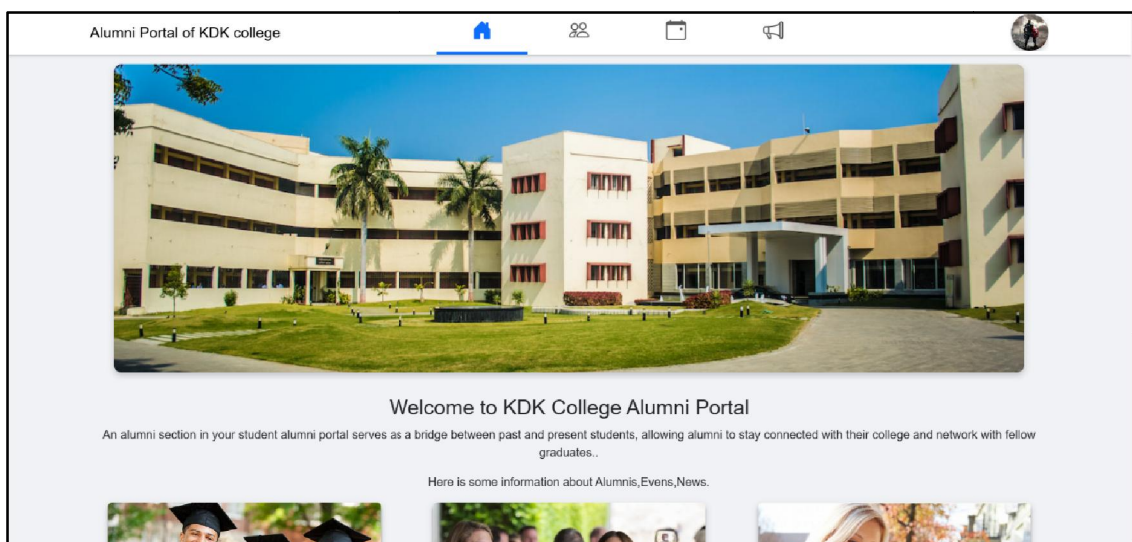 Alumni Portal of KDK college
Welcome to KDK College Alumni Portal
An alumni section in your student alumni portal serves as a bridge between past and present students, allowing alumni to stay connected with their college and network with fellow
graduates..
Here is some information about Alumnis,Evens,News.